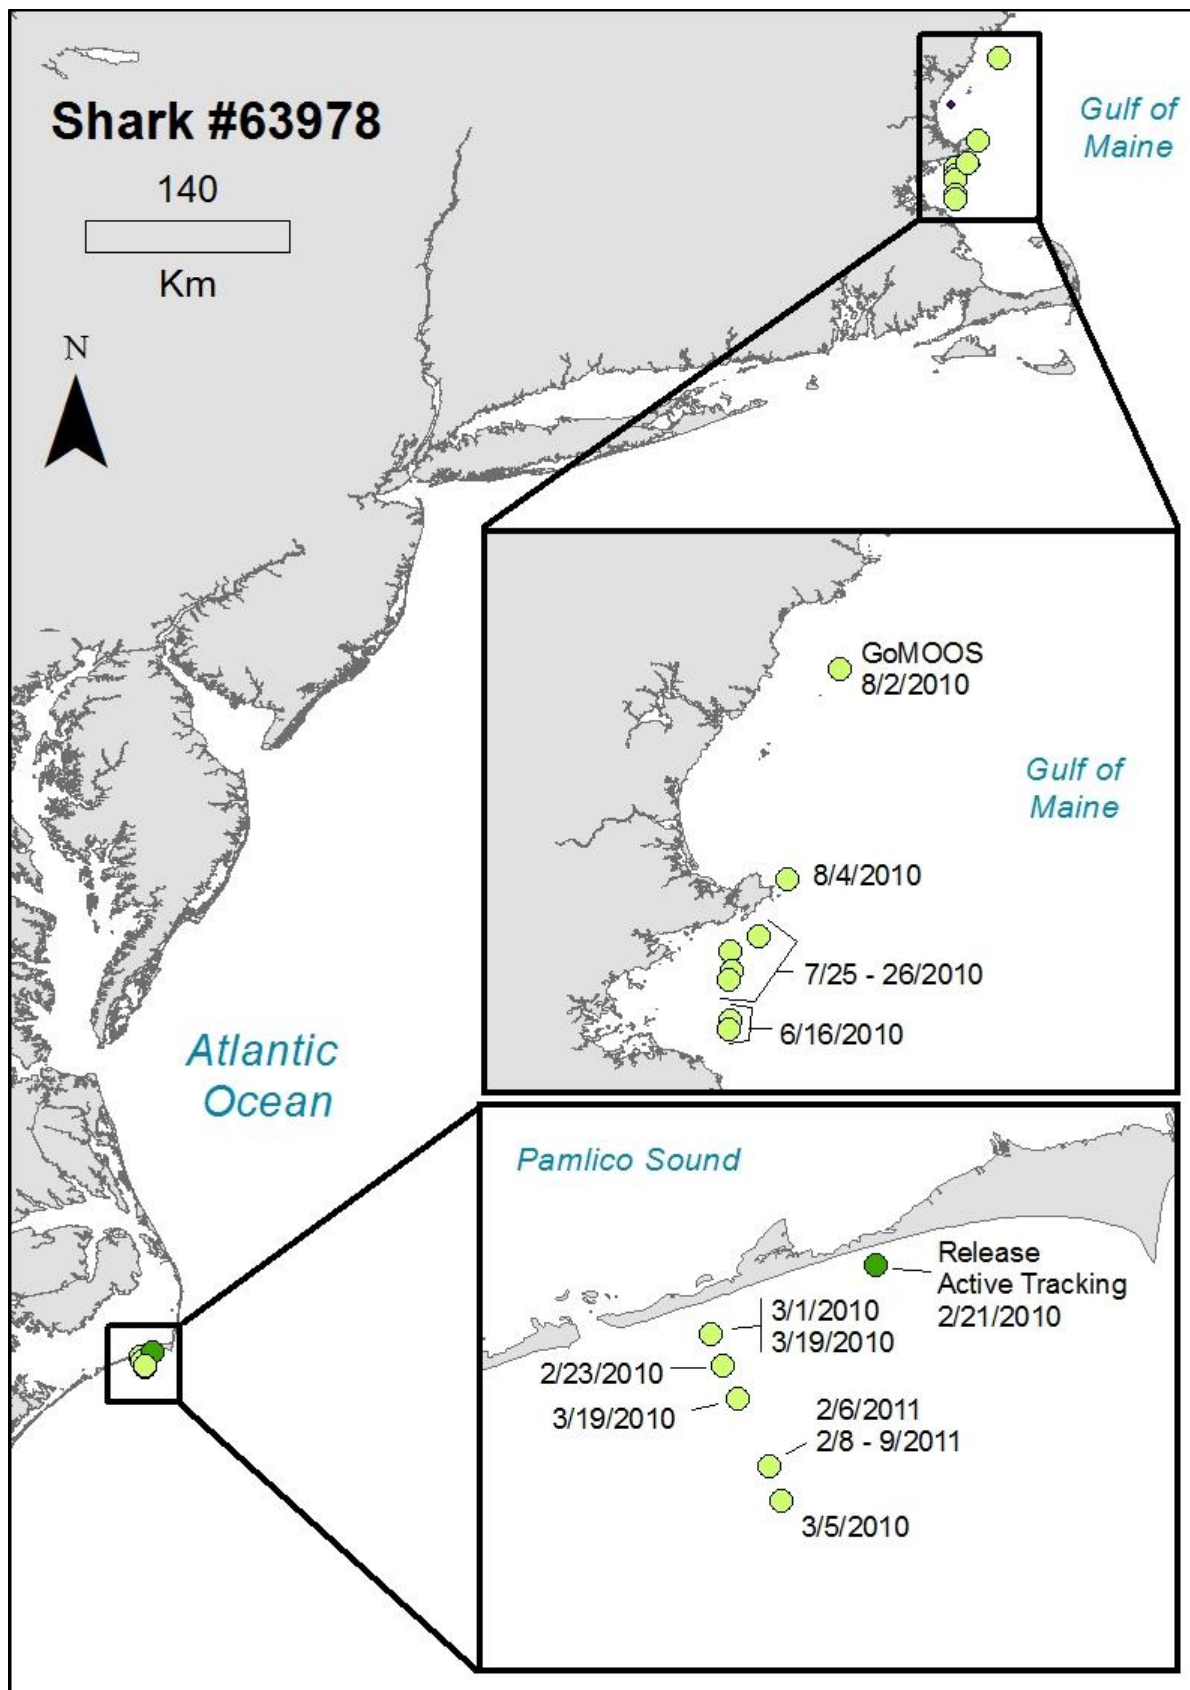 Shark #63978
140
Km
N
Gulf of
Maine
GoMOOS
8/2/2010
Gulf of
Maine
8/4/2010
7/25 - 26/2010
6/16/2010
Atlantic
Ocean
Pamlico Sound
Release
Active Tracking
2/21/2010
3/1/2010
3/19/2010
2/23/2010
3/19/2010
2/6/2011
2/8 - 9/2011
3/5/2010